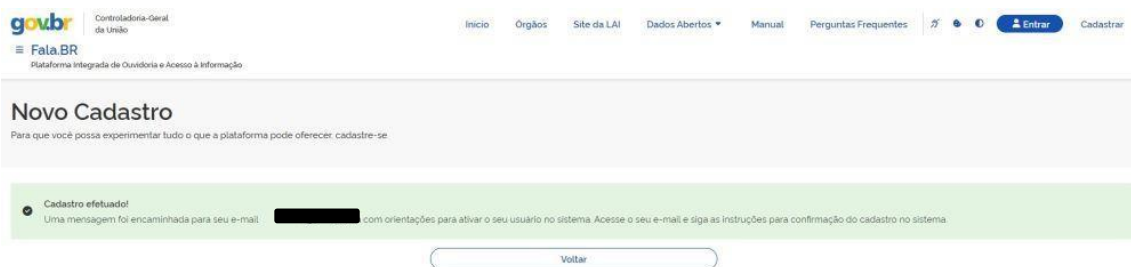 gov.br
Controladoria-Geral
da União
Início Órgãos Site da LAI Dados Abertos Manual Perguntas Frequentes Entrar Cadastrar
Fala.BR
Plataforma Integrada de Ouvidoria e Acesso à Informação
Novo Cadastro
Para que você possa experimentar tudo o que a plataforma pode oferecer, cadastre-se
Cadastro efetuado!
Uma mensagem foi encaminhada para seu e-mail com orientações para ativar o seu usuário no sistema. Acesse o seu e-mail e siga as instruções para confirmação do cadastro no sistema.
Voltar